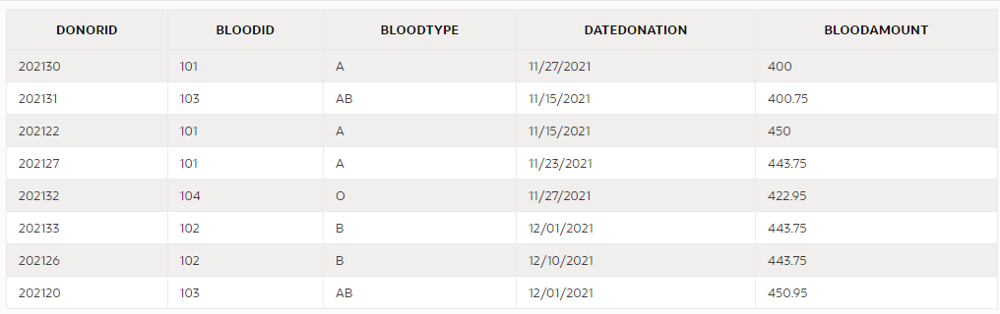 DONORID BLOODID BLOODTYPE DATEDONATION BLOODAMOUNT
202130 101 A 11/27/2021 400
202131 103 AB 11/15/2021 400.75
202122 101 A 11/15/2021 450
202127 101 A 11/23/2021 443.75
202132 104 O 11/27/2021 422.95
202133 102 B 12/01/2021 443.75
202126 102 B 12/10/2021 443.75
202120 103 AB 12/01/2021 450.95